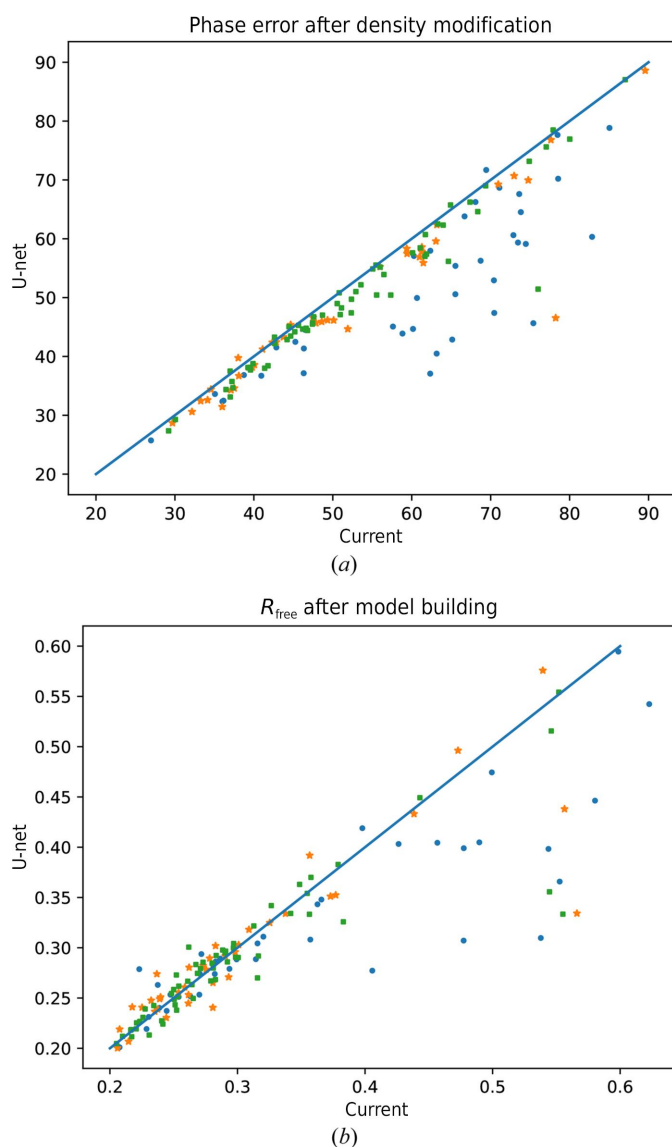 Phase error after density modification
90
80
70
60
50
40
30
20
U-net
20 30 40 50 60 70 80 90
Current
(a)
R_free after model building
0.60
0.55
0.50
0.45
0.40
0.35
0.30
0.25
0.20
U-net
0.2 0.3 0.4 0.5 0.6
Current
(b)